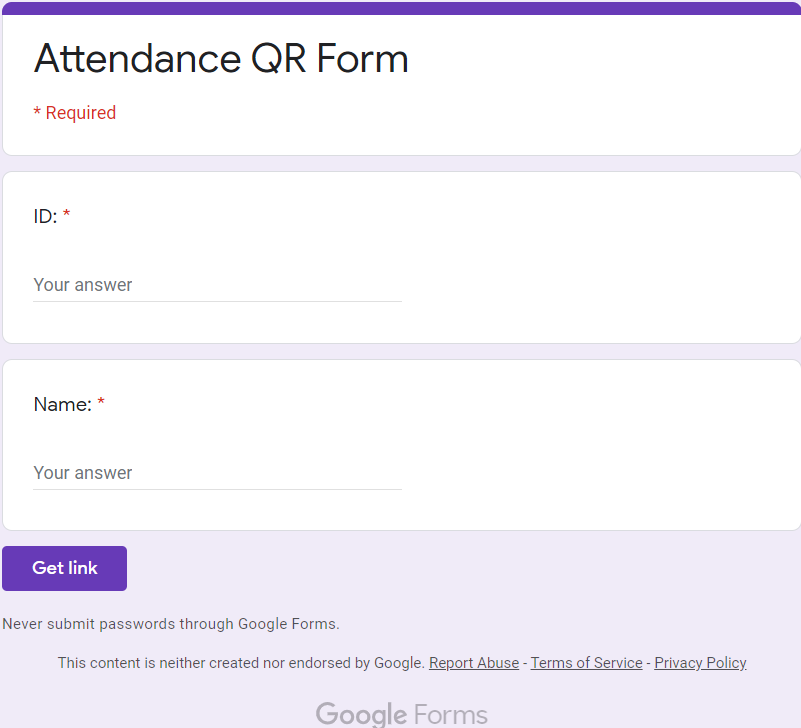 Attendance QR Form
* Required
ID: *
Your answer
Name: *
Your answer
Get link
Never submit passwords through Google Forms.
This content is neither created nor endorsed by Google. Report Abuse - Terms of Service - Privacy Policy
Google Forms